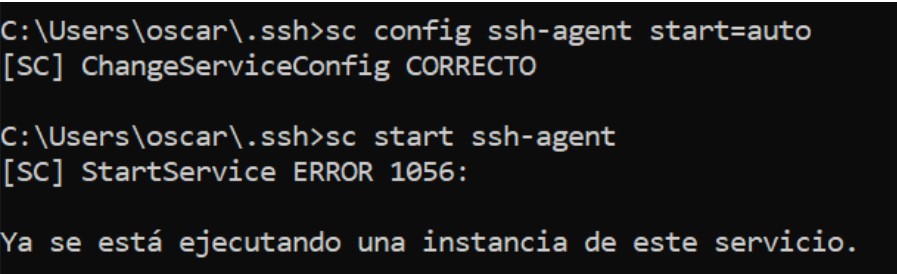 C:\Users\oscar\.ssh>sc config ssh-agent start=auto
[SC] ChangeServiceConfig CORRECTO
C:\Users\oscar\.ssh>sc start ssh-agent
[SC] StartService ERROR 1056:
Ya se está ejecutando una instancia de este servicio.